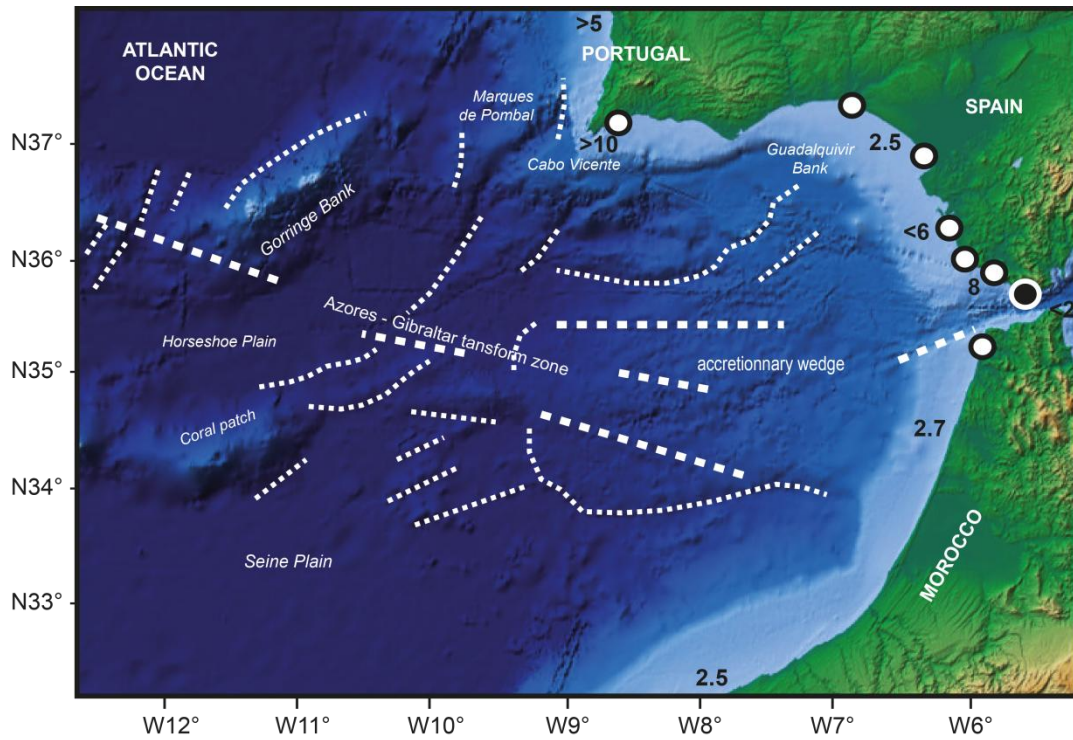 >5
ATLANTIC
OCEAN
PORTUGAL
SPAIN
Marques
de Pombal
N37°
>10
Cabo Vicente
2.5
Guadalquivir
Bank
Gorringe Bank
<6
N36°
8
<2
Azores - Gibraltar tansform zone
Horseshoe Plain
accretionnary wedge
N35°
Coral patch
2.7
N34°
MOROCCO
Seine Plain
N33°
2.5
W12°
W11°
W10°
W9°
W8°
W7°
W6°